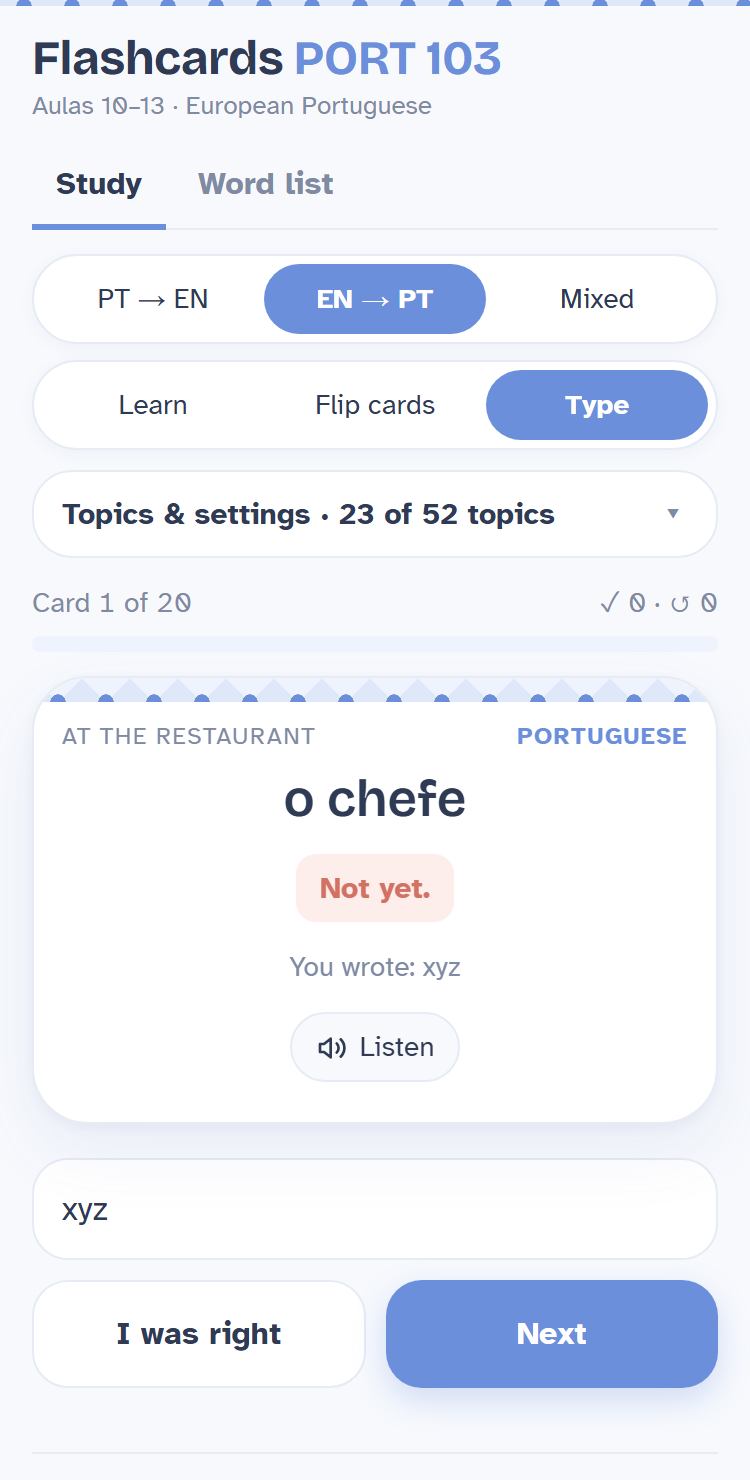 Flashcards PORT 103
Aulas 10–13 · European Portuguese
Study Word list
PT → EN EN → PT Mixed
Learn Flip cards Type
Topics & settings · 23 of 52 topics ▼
Card 1 of 20 ✓ 0 · ↺ 0
AT THE RESTAURANT PORTUGUESE
o chefe
Not yet.
You wrote: xyz
Listen
xyz
I was right Next